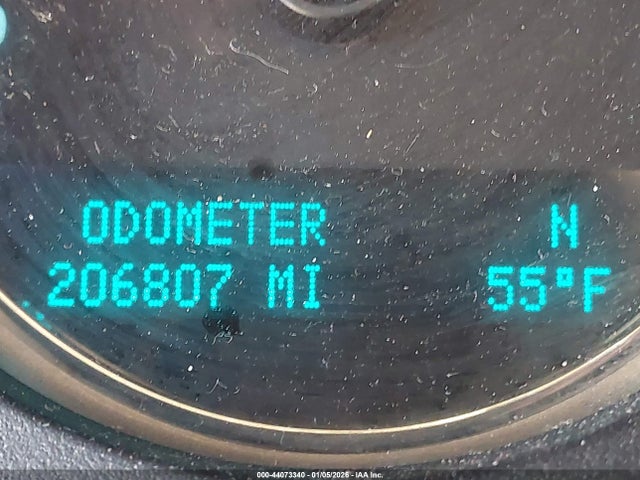 ODOMETER N
206807 MI 55°F
000-44073340 - 01/05/2026 - IAA Inc.